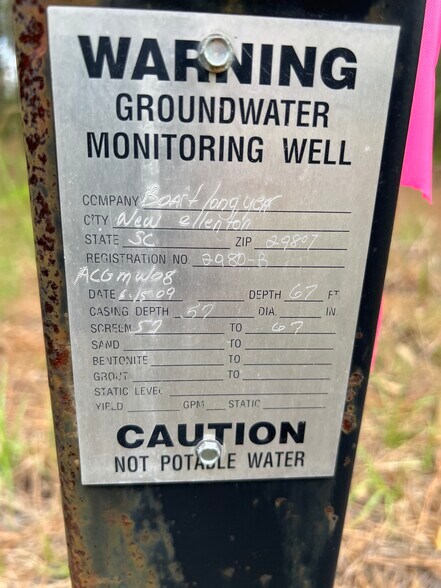 WARNING
GROUNDWATER
MONITORING WELL
COMPANY Boart longyear
CITY New ellenton
STATE SC ZIP
REGISTRATION NO. 2980-B
ACGMW08
DATE 6.15.09 DEPTH 67 FT
CASING DEPTH 57 DIA. IN.
SCREEN 57 TO 67
SAND TO
BENTONITE TO
GROUT TO
STATIC LEVEL
YIELD GPM STATIC
CAUTION
NOT POTABLE WATER